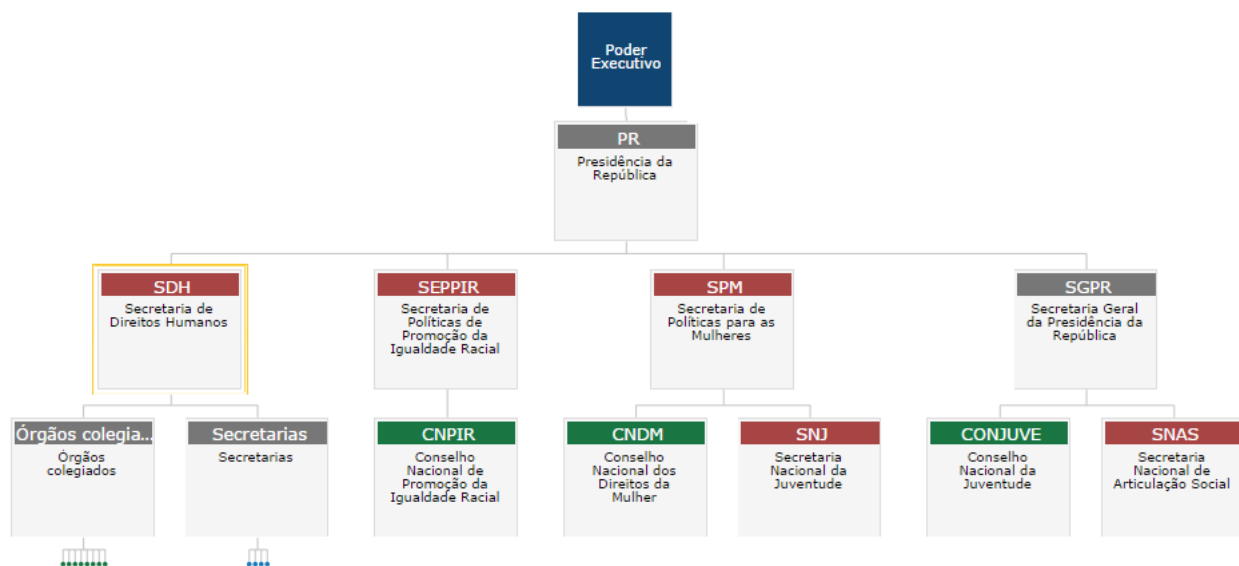 Poder
Executivo
PR
Presidência da
República
SDH
Secretaria de
Direitos Humanos
SEPPIR
Secretaria de
Políticas de
Promoção da
Igualdade Racial
SPM
Secretaria de
Políticas para as
Mulheres
SGPR
Secretaria Geral
da Presidência da
República
Órgãos colegia...
Órgãos
colegiados
Secretarias
Secretarias
CNPIR
Conselho
Nacional de
Promoção da
Igualdade Racial
CNDM
Conselho
Nacional dos
Direitos da
Mulher
SNJ
Secretaria
Nacional da
Juventude
CONJUVE
Conselho
Nacional da
Juventude
SNAS
Secretaria
Nacional de
Articulação Social